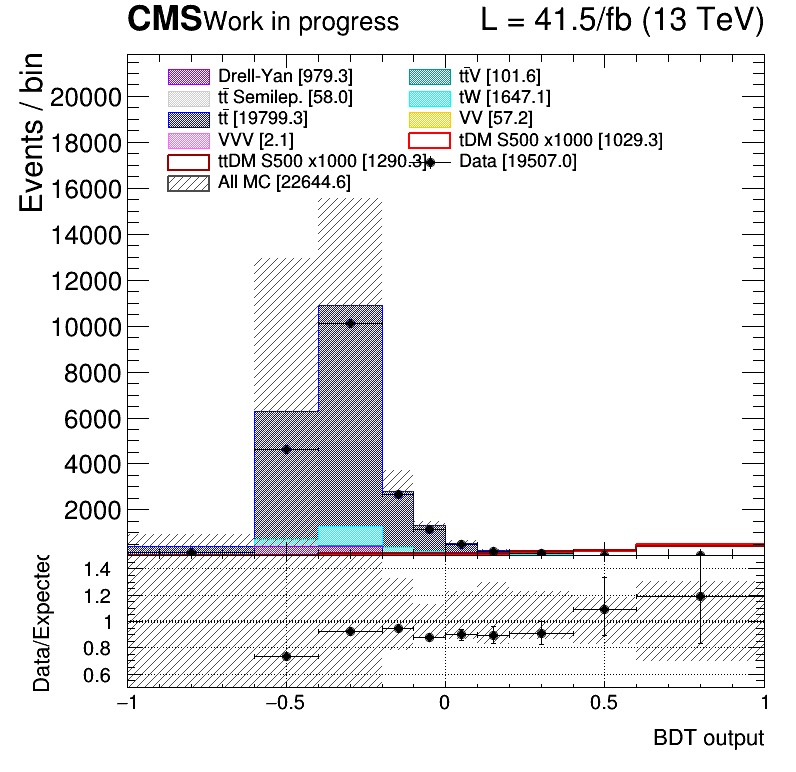 CMS Work in progress L = 41.5/fb (13 TeV)
Events / bin
Drell-Yan [979.3] tt̄V [101.6]
tt̄ Semilep. [58.0] tW [1647.1]
tt̄ [19799.3] VV [57.2]
VVV [2.1] tDM S500 x1000 [1029.3]
ttDM S500 x1000 [1290.3] Data [19507.0]
All MC [22644.6]
20000
18000
16000
14000
12000
10000
8000
6000
4000
2000
Data/Expected
1.4
1.2
1
0.8
0.6
−1 −0.5 0 0.5 1
BDT output